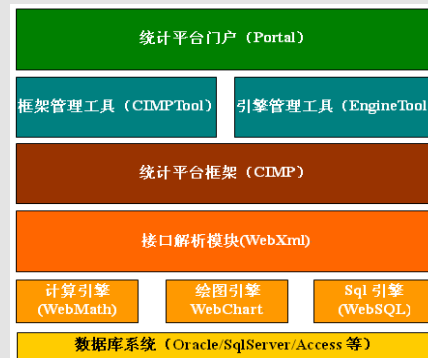 统计平台门户（Portal）
框架管理工具（CIMPTool）
引擎管理工具（EngineTool
统计平台框架（CIMP）
接口解析模块(WebXml)
计算引擎
(WebMath)
绘图引擎
WebChart
Sql 引擎
(WebSQL)
数据库系统（Oracle/SqlServer/Access 等）